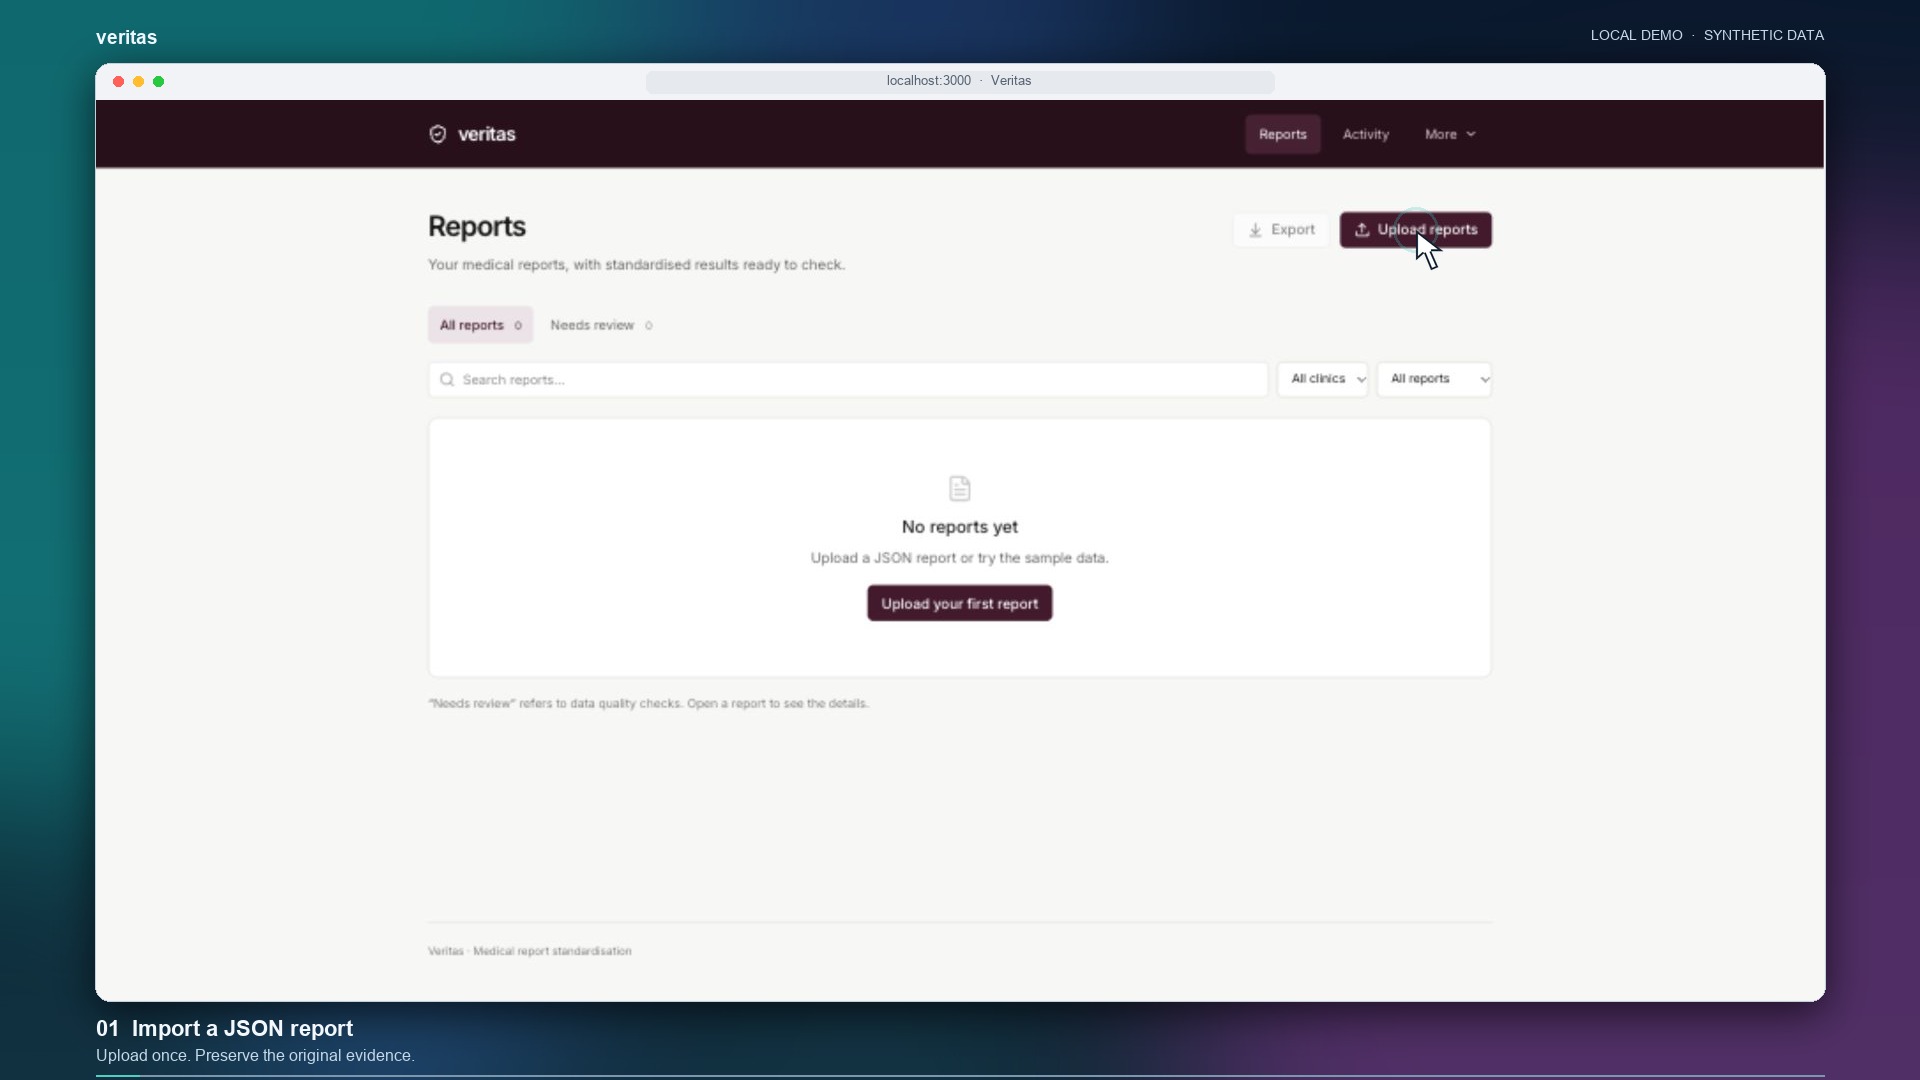 veritas
LOCAL DEMO · SYNTHETIC DATA
localhost:3000 · Veritas
veritas
Reports
Activity
More
Reports
Export
Upload reports
Your medical reports, with standardised results ready to check.
All reports 0
Needs review 0
Search reports...
All clinics
All reports
No reports yet
Upload a JSON report or try the sample data.
Upload your first report
"Needs review" refers to data quality checks. Open a report to see the details.
Veritas · Medical report standardisation
01 Import a JSON report
Upload once. Preserve the original evidence.